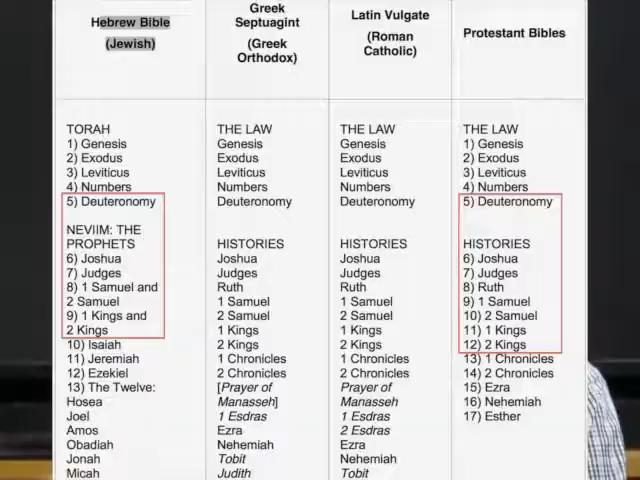 Hebrew Bible
(Jewish)
TORAH
1) Genesis
2) Exodus
3) Leviticus
4) Numbers
5) Deuteronomy
NEVIIM: THE
PROPHETS
6) Joshua
7) Judges
8) 1 Samuel and
2 Samuel
9) 1 Kings and
2 Kings
10) Isaiah
11) Jeremiah
12) Ezekiel
13) The Twelve:
Hosea
Joel
Amos
Obadiah
Jonah
Micah
Greek
Septuagint
(Greek
Orthodox)
THE LAW
Genesis
Exodus
Leviticus
Numbers
Deuteronomy
HISTORIES
Joshua
Judges
Ruth
1 Samuel
2 Samuel
1 Kings
2 Kings
1 Chronicles
2 Chronicles
[Prayer of
Manasseh]
1 Esdras
Ezra
Nehemiah
Tobit
Judith
Latin Vulgate
(Roman
Catholic)
THE LAW
Genesis
Exodus
Leviticus
Numbers
Deuteronomy
HISTORIES
Joshua
Judges
Ruth
1 Samuel
2 Samuel
1 Kings
2 Kings
1 Chronicles
2 Chronicles
Prayer of
Manasseh
1 Esdras
2 Esdras
Ezra
Nehemiah
Tobit
Protestant Bibles
THE LAW
1) Genesis
2) Exodus
3) Leviticus
4) Numbers
5) Deuteronomy
HISTORIES
6) Joshua
7) Judges
8) Ruth
9) 1 Samuel
10) 2 Samuel
11) 1 Kings
12) 2 Kings
13) 1 Chronicles
14) 2 Chronicles
15) Ezra
16) Nehemiah
17) Esther